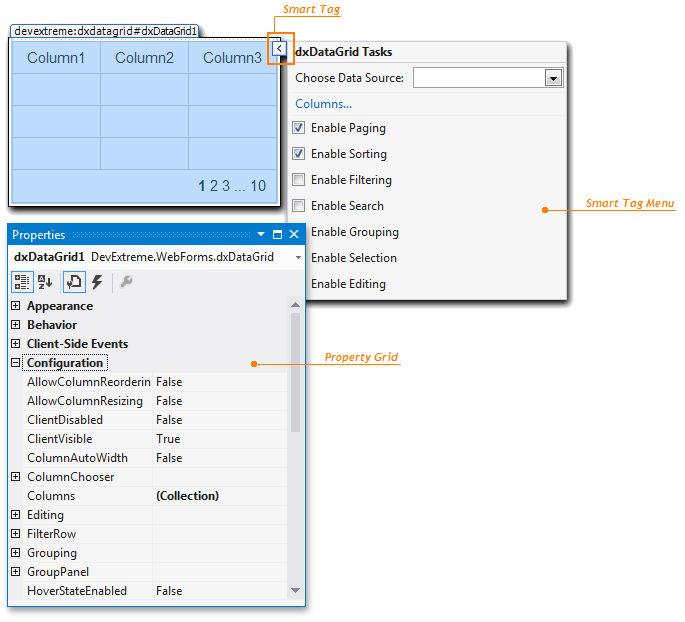 Smart Tag
devextreme:dxdatagrid#dxDataGrid1
Column1 Column2 Column3
1 2 3 ... 10
dxDataGrid Tasks
Choose Data Source:
Columns...
Enable Paging
Enable Sorting
Enable Filtering
Enable Search
Enable Grouping
Enable Selection
Enable Editing
Smart Tag Menu
Properties
dxDataGrid1 DevExtreme.WebForms.dxDataGrid
Appearance
Behavior
Client-Side Events
Configuration
AllowColumnReorderin False
AllowColumnResizing False
ClientDisabled False
ClientVisible True
ColumnAutoWidth False
ColumnChooser
Columns (Collection)
Editing
FilterRow
Grouping
GroupPanel
HoverStateEnabled False
Property Grid